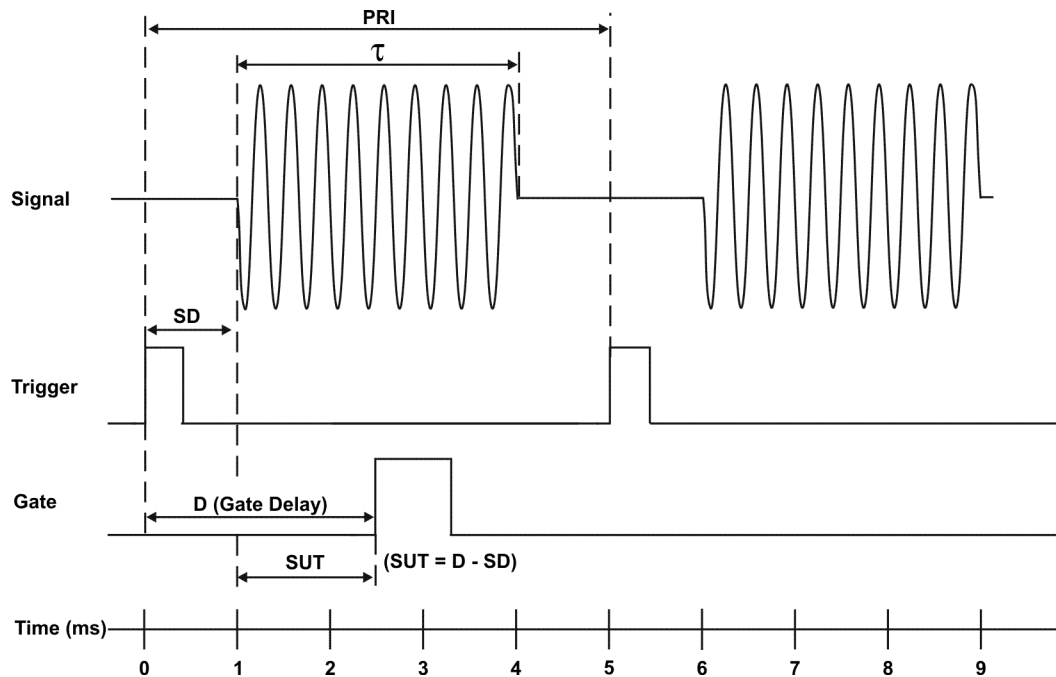 PRI
τ
Signal
SD
Trigger
Gate
D (Gate Delay)
SUT
(SUT = D - SD)
Time (ms)
0 1 2 3 4 5 6 7 8 9